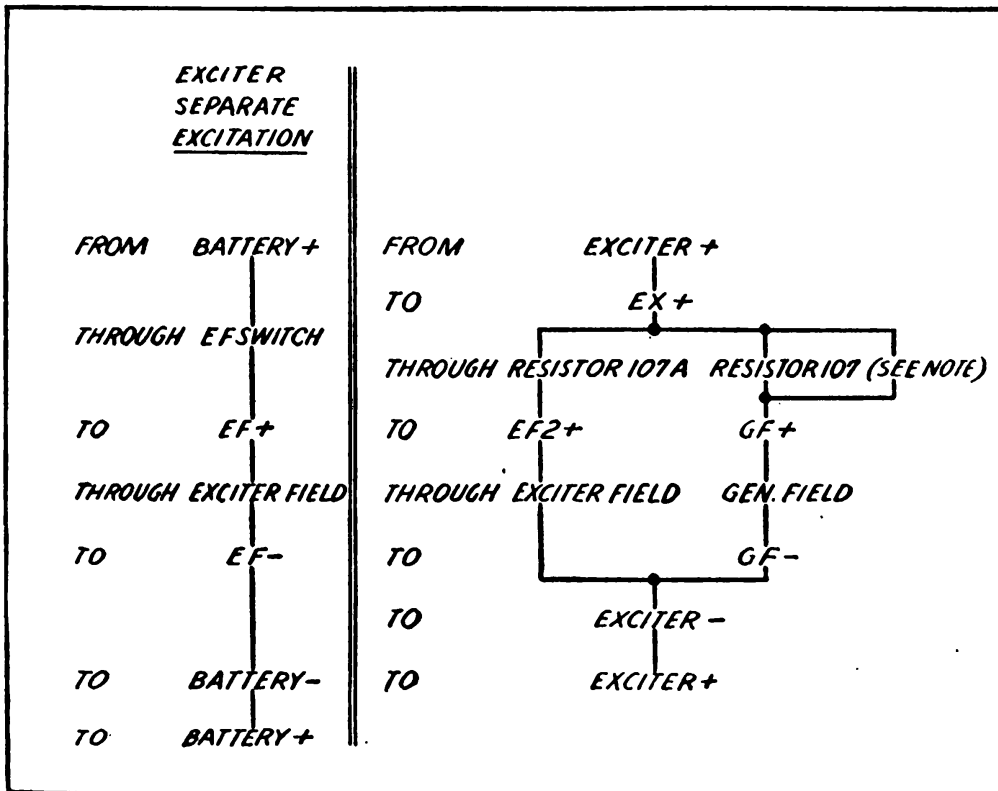 EXCITER
SEPARATE
EXCITATION
FROM BATTERY+
THROUGH EF SWITCH
TO EF+
THROUGH EXCITER FIELD
TO EF-
TO BATTERY-
TO BATTERY+
FROM EXCITER +
TO EX +
THROUGH RESISTOR 107A RESISTOR 107 (SEE NOTE)
TO EF2+ GF+
THROUGH EXCITER FIELD GEN. FIELD
TO GF-
TO EXCITER -
TO EXCITER+